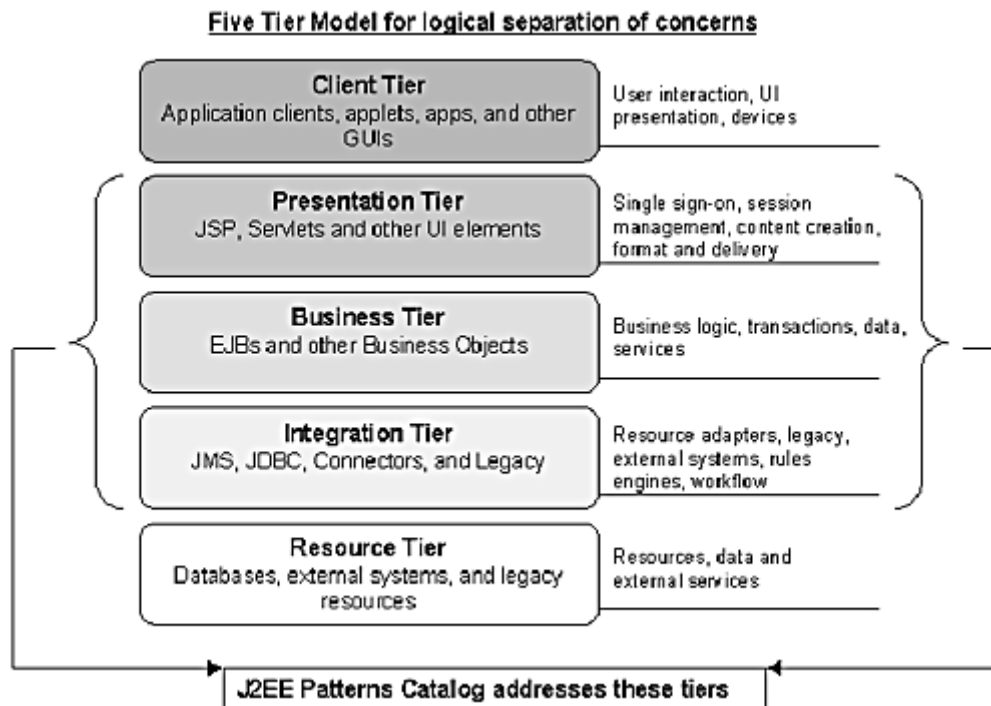 Five Tier Model for logical separation of concerns
Client Tier
Application clients, applets, apps, and other
GUIs
User interaction, UI
presentation, devices
Presentation Tier
JSP, Servlets and other UI elements
Single sign-on, session
management, content creation,
format and delivery
Business Tier
EJBs and other Business Objects
Business logic, transactions, data,
services
Integration Tier
JMS, JDBC, Connectors, and Legacy
Resource adapters, legacy,
external systems, rules
engines, workflow
Resource Tier
Databases, external systems, and legacy
resources
Resources, data and
external services
J2EE Patterns Catalog addresses these tiers